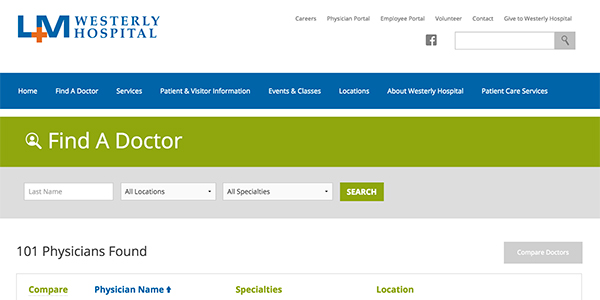 L+M WESTERLY
HOSPITAL
Careers Physician Portal Employee Portal Volunteer Contact Give to Westerly Hospital
Home Find A Doctor Services Patient & Visitor Information Events & Classes Locations About Westerly Hospital Patient Care Services
Find A Doctor
Last Name All Locations All Specialties SEARCH
101 Physicians Found Compare Doctors
Compare Physician Name Specialties Location